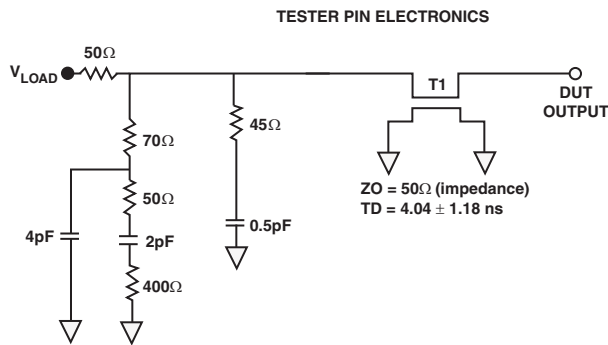 TESTER PIN ELECTRONICS
50Ω
VLOAD
T1
DUT
OUTPUT
70Ω
45Ω
50Ω
ZO = 50Ω (impedance)
TD = 4.04 ± 1.18 ns
4pF
2pF
0.5pF
400Ω